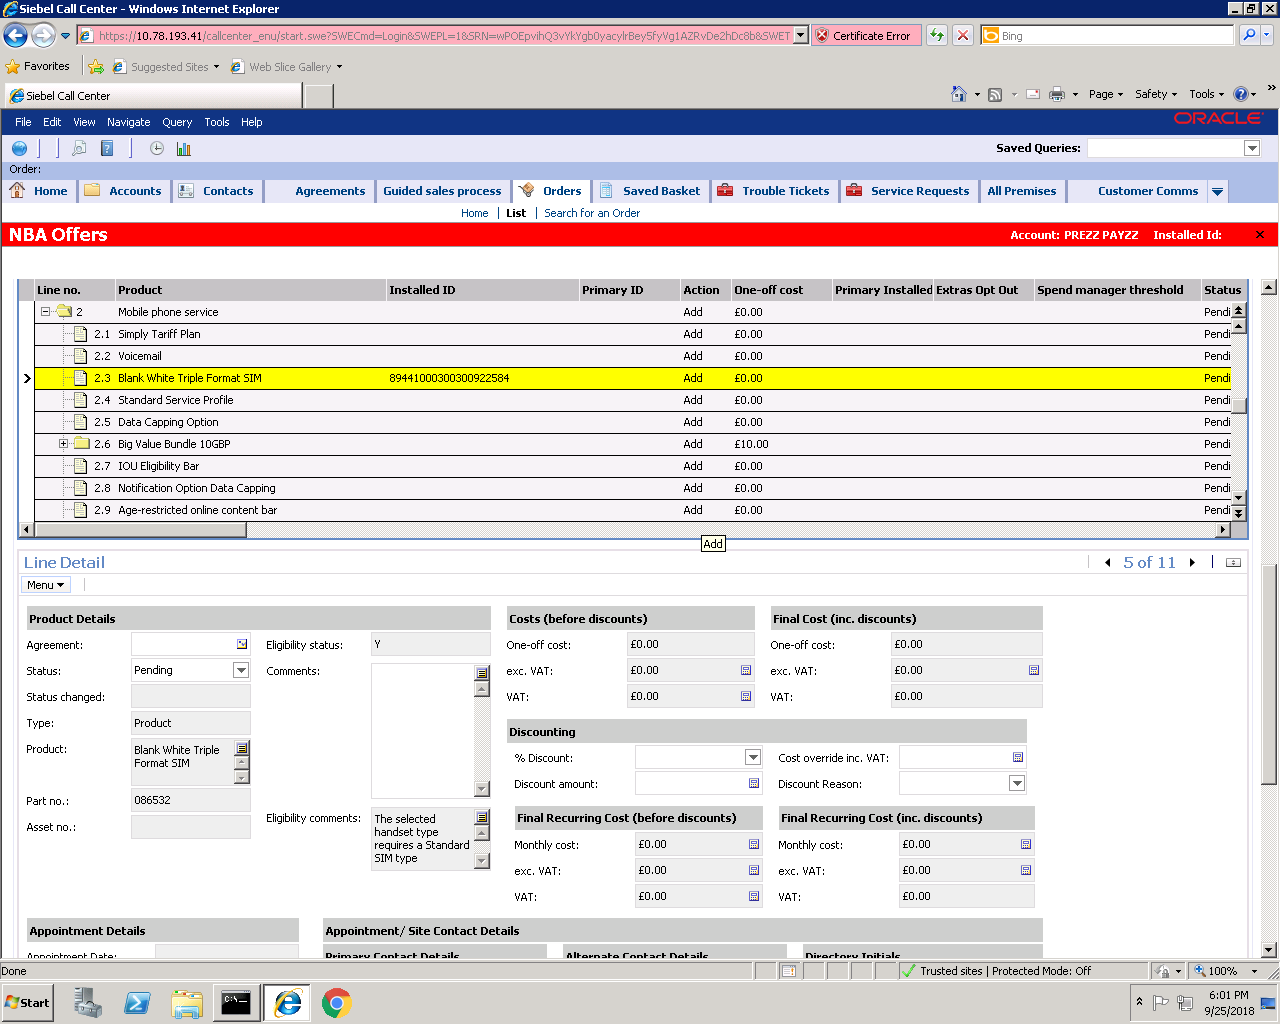 Siebel Call Center - Windows Internet Explorer
https://10.78.193.41/callcenter_enu/start.swe?SWECmd=Login&SWEPL=1&SRN=wPOEpvihQ3vYkYgb0yacylrBey5fyVg1AZRvDe2hDc8b&SWET Certificate Error Bing
Favorites Suggested Sites Web Slice Gallery
Siebel Call Center Page Safety Tools
File Edit View Navigate Query Tools Help ORACLE
Saved Queries:
Order:
Home Accounts Contacts Agreements Guided sales process Orders Saved Basket Trouble Tickets Service Requests All Premises Customer Comms
Home List Search for an Order
NBA Offers Account: PREZZ PAYZZ Installed Id:
Line no. Product Installed ID Primary ID Action One-off cost Primary Installed Extras Opt Out Spend manager threshold Status
2 Mobile phone service Add £0.00 Pendi
2.1 Simply Tariff Plan Add £0.00 Pendi
2.2 Voicemail Add £0.00 Pendi
2.3 Blank White Triple Format SIM 89441000300300922584 Add £0.00 Pendi
2.4 Standard Service Profile Add £0.00 Pendi
2.5 Data Capping Option Add £0.00 Pendi
2.6 Big Value Bundle 10GBP Add £10.00 Pendi
2.7 IOU Eligibility Bar Add £0.00 Pendi
2.8 Notification Option Data Capping Add £0.00 Pendi
2.9 Age-restricted online content bar Add £0.00 Pendi
Add
Line Detail 5 of 11
Menu
Product Details Costs (before discounts) Final Cost (inc. discounts)
Agreement: Eligibility status: Y One-off cost: £0.00 One-off cost: £0.00
Status: Pending Comments: exc. VAT: £0.00 exc. VAT: £0.00
Status changed: VAT: £0.00 VAT: £0.00
Type: Product
Discounting
Product: Blank White Triple Format SIM
% Discount: Cost override inc. VAT:
Discount amount: Discount Reason:
Part no.: 086532
Asset no.:
Eligibility comments: The selected handset type requires a Standard SIM type
Final Recurring Cost (before discounts) Final Recurring Cost (inc. discounts)
Monthly cost: £0.00 Monthly cost: £0.00
exc. VAT: £0.00 exc. VAT: £0.00
VAT: £0.00 VAT: £0.00
Appointment Details Appointment/ Site Contact Details
Appointment Date: Primary Contact Details Alternate Contact Details Directory Initials
Done Trusted sites | Protected Mode: Off 100%
Start C:\ 6:01 PM
9/25/2018